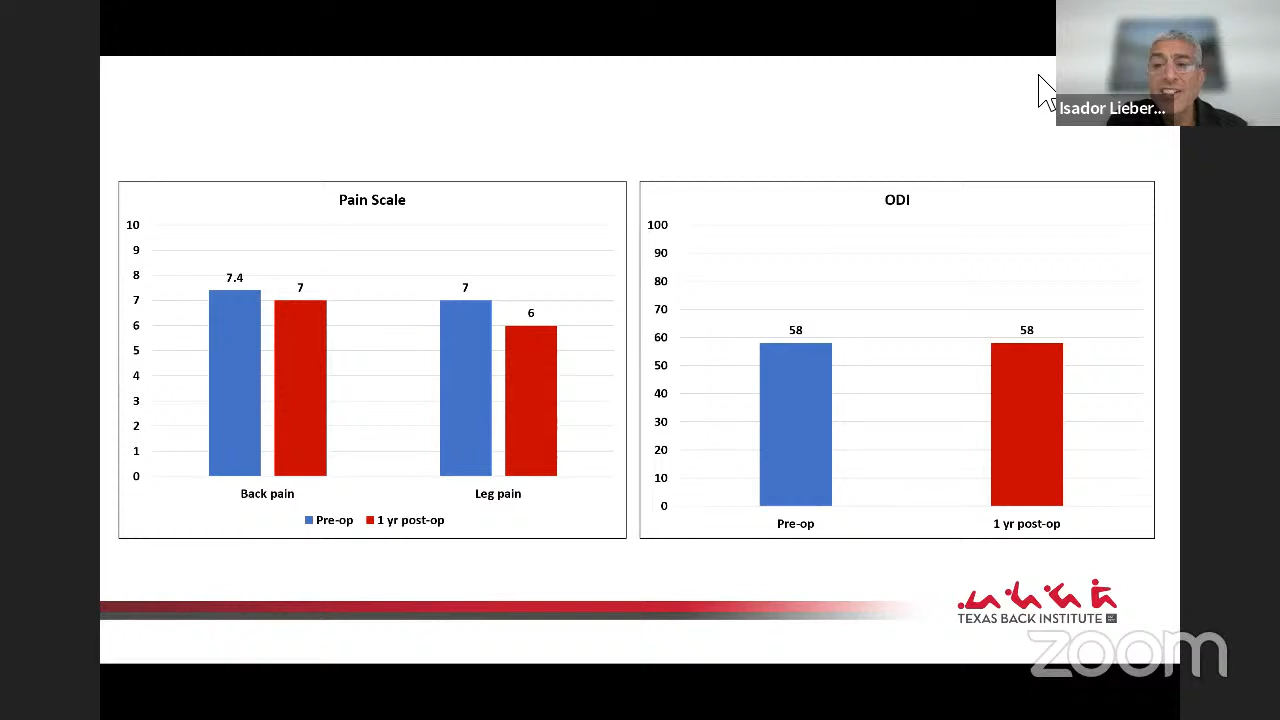 Isador Lieber...
Pain Scale
10
9
8
7
6
5
4
3
2
1
0
7.4
7
7
6
Back pain
Leg pain
Pre-op
1 yr post-op
ODI
100
90
80
70
60
50
40
30
20
10
0
58
58
Pre-op
1 yr post-op
TEXAS BACK INSTITUTE
zoom